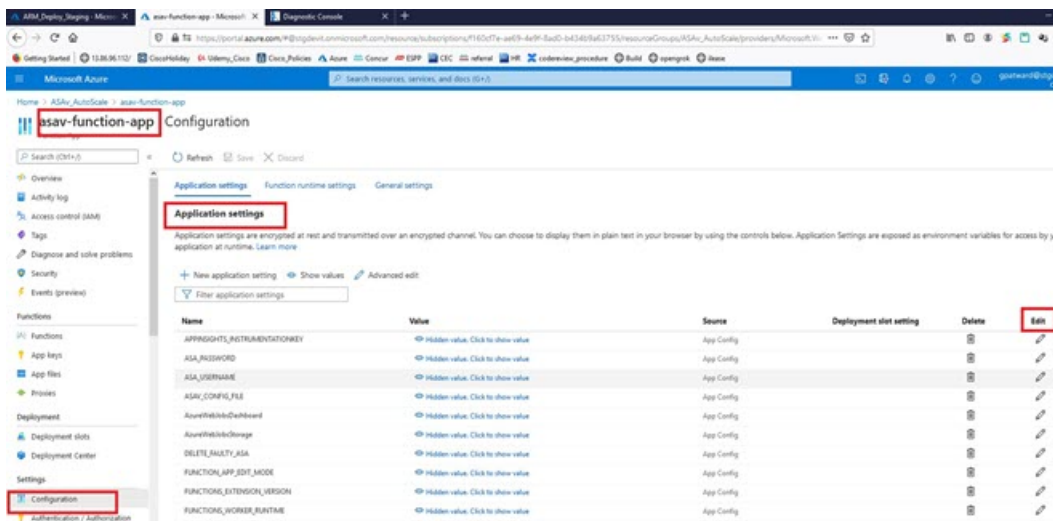 ARM_Deploy_Staging - Micros
asav-function-app - Microsoft
Diagnostic Console
Getting Started 13.86.96.112/ CiscoHoliday Udemy_Cisco Cisco_Policies Azure Concur ESPP CEC referral HR codereview_procedure Build opengrok ilease
Microsoft Azure
Search resources, services, and docs (G+/)
Home > ASAv_AutoScale > asav-function-app
asav-function-app Configuration
Search (Ctrl+/)
Refresh Save Discard
Overview
Activity log
Access control (IAM)
Tags
Diagnose and solve problems
Security
Events (preview)
Functions
Functions
App keys
App files
Proxies
Deployment
Deployment slots
Deployment Center
Settings
Configuration
Authentication / Authorization
Application settings Function runtime settings General settings
Application settings
Application settings are encrypted at rest and transmitted over an encrypted channel. You can choose to display them in plain text in your browser by using the controls below. Application Settings are exposed as environment variables for access by
application at runtime. Learn more
New application setting Show values Advanced edit
Filter application settings
Name Value Source Deployment slot setting Delete Edit
APPINSIGHTS_INSTRUMENTATIONKEY Hidden value. Click to show value App Config
ASA_PASSWORD Hidden value. Click to show value App Config
ASA_USERNAME Hidden value. Click to show value App Config
ASAV_CONFIG_FILE Hidden value. Click to show value App Config
AzureWebJobsDashboard Hidden value. Click to show value App Config
AzureWebJobsStorage Hidden value. Click to show value App Config
DELETE_FAULTY_ASA Hidden value. Click to show value App Config
FUNCTION_APP_EDIT_MODE Hidden value. Click to show value App Config
FUNCTIONS_EXTENSION_VERSION Hidden value. Click to show value App Config
FUNCTIONS_WORKER_RUNTIME Hidden value. Click to show value App Config